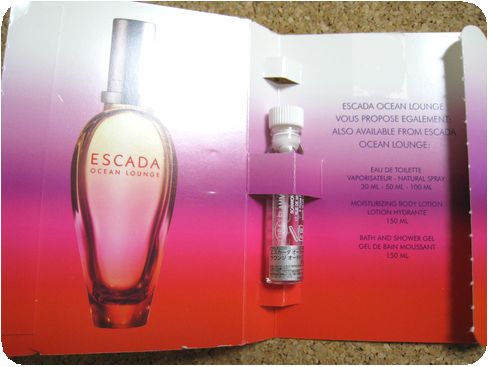 ESCADA
OCEAN LOUNGE
ESCADA OCEAN LOUNGE
VOUS PROPOSE EGALEMENT:
ALSO AVAILABLE FROM ESCADA
OCEAN LOUNGE:
EAU DE TOILETTE
VAPORISATEUR - NATURAL SPRAY
30 ML - 50 ML - 100 ML
MOISTURIZING BODY LOTION
LOTION HYDRANTE
150 ML
BATH AND SHOWER GEL
GEL DE BAIN MOUSSANT
150 ML